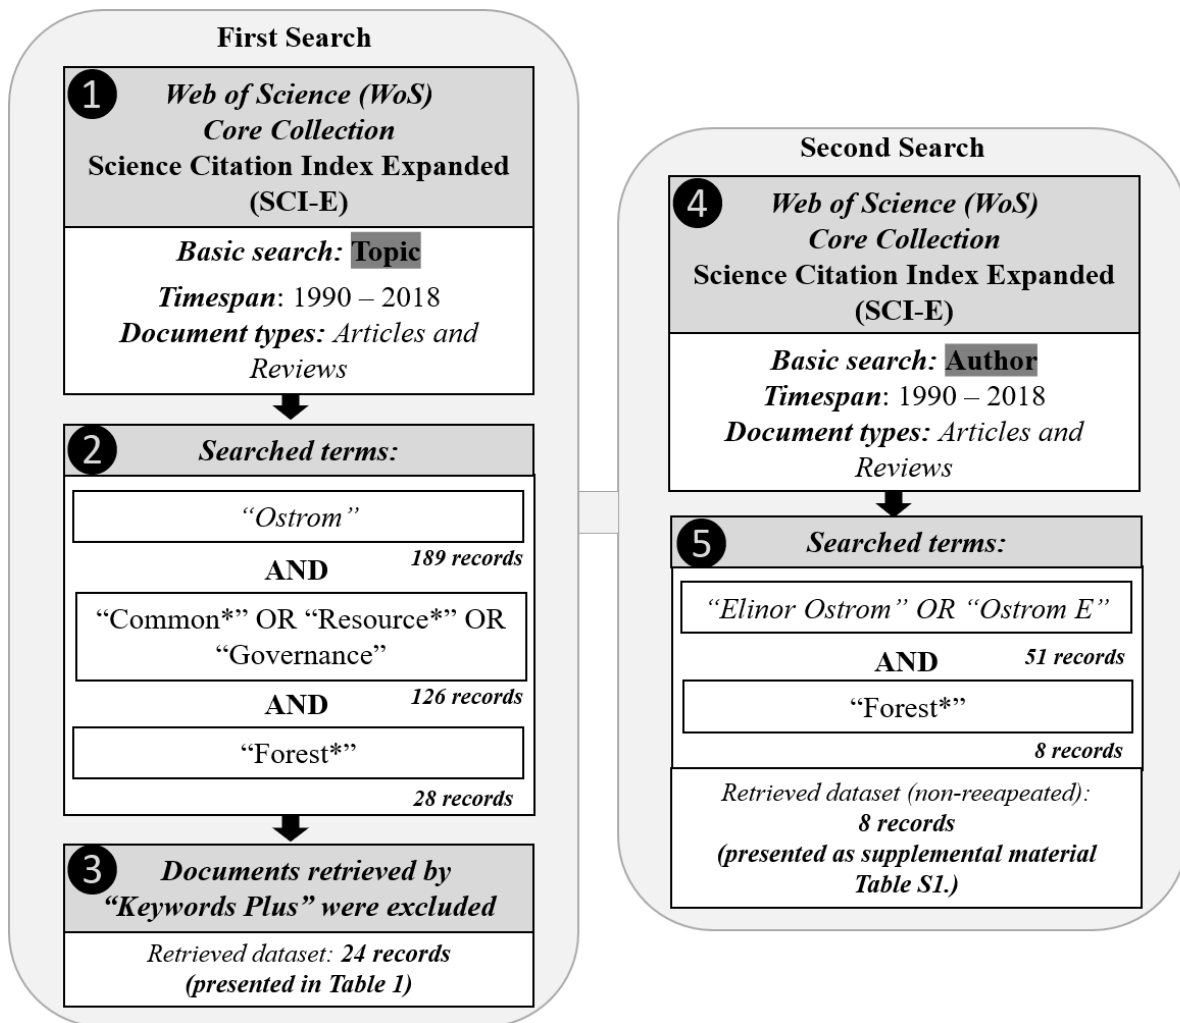 First Search
1
Web of Science (WoS)
Core Collection
Science Citation Index Expanded
(SCI-E)
Basic search: Topic
Timespan: 1990 – 2018
Document types: Articles and
Reviews
2
Searched terms:
“Ostrom”
189 records
AND
“Common*” OR “Resource*” OR
“Governance”
126 records
AND
“Forest*”
28 records
3
Documents retrieved by
“Keywords Plus” were excluded
Retrieved dataset: 24 records
(presented in Table 1)
Second Search
4
Web of Science (WoS)
Core Collection
Science Citation Index Expanded
(SCI-E)
Basic search: Author
Timespan: 1990 – 2018
Document types: Articles and
Reviews
5
Searched terms:
“Elinor Ostrom” OR “Ostrom E”
51 records
AND
“Forest*”
8 records
Retrieved dataset (non-reeapeated):
8 records
(presented as supplemental material
Table S1.)